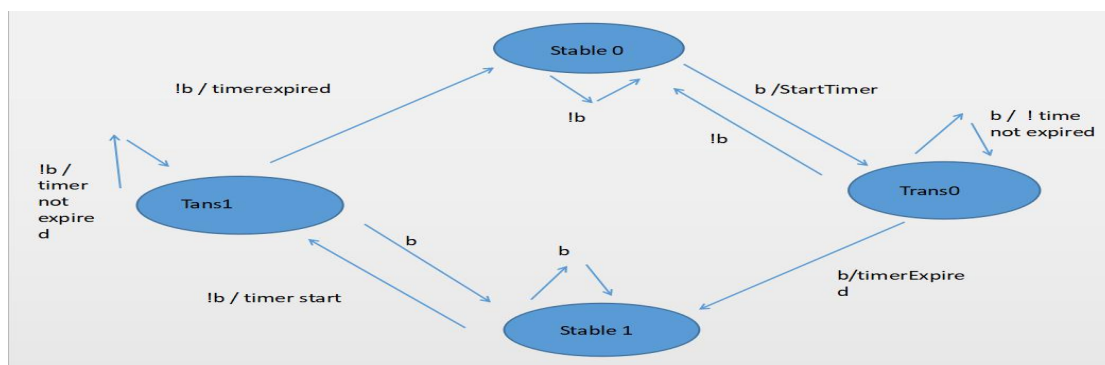 Stable 0
!b / timerexpired
!b
b /StartTimer
!b
b / ! time
not expired
!b /
timer
not
expire
d
Tans1
Trans0
b
b
!b / timer start
b/timerExpire
d
Stable 1